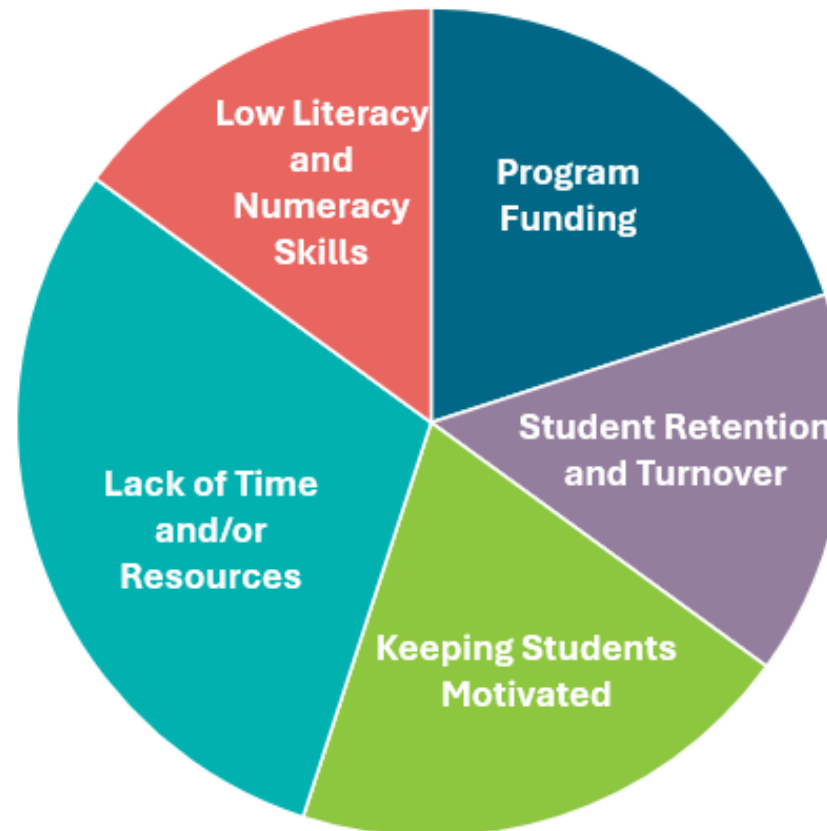 Low Literacy
and
Numeracy
Skills
Program
Funding
Student Retention
and Turnover
Lack of Time
and/or
Resources
Keeping Students
Motivated